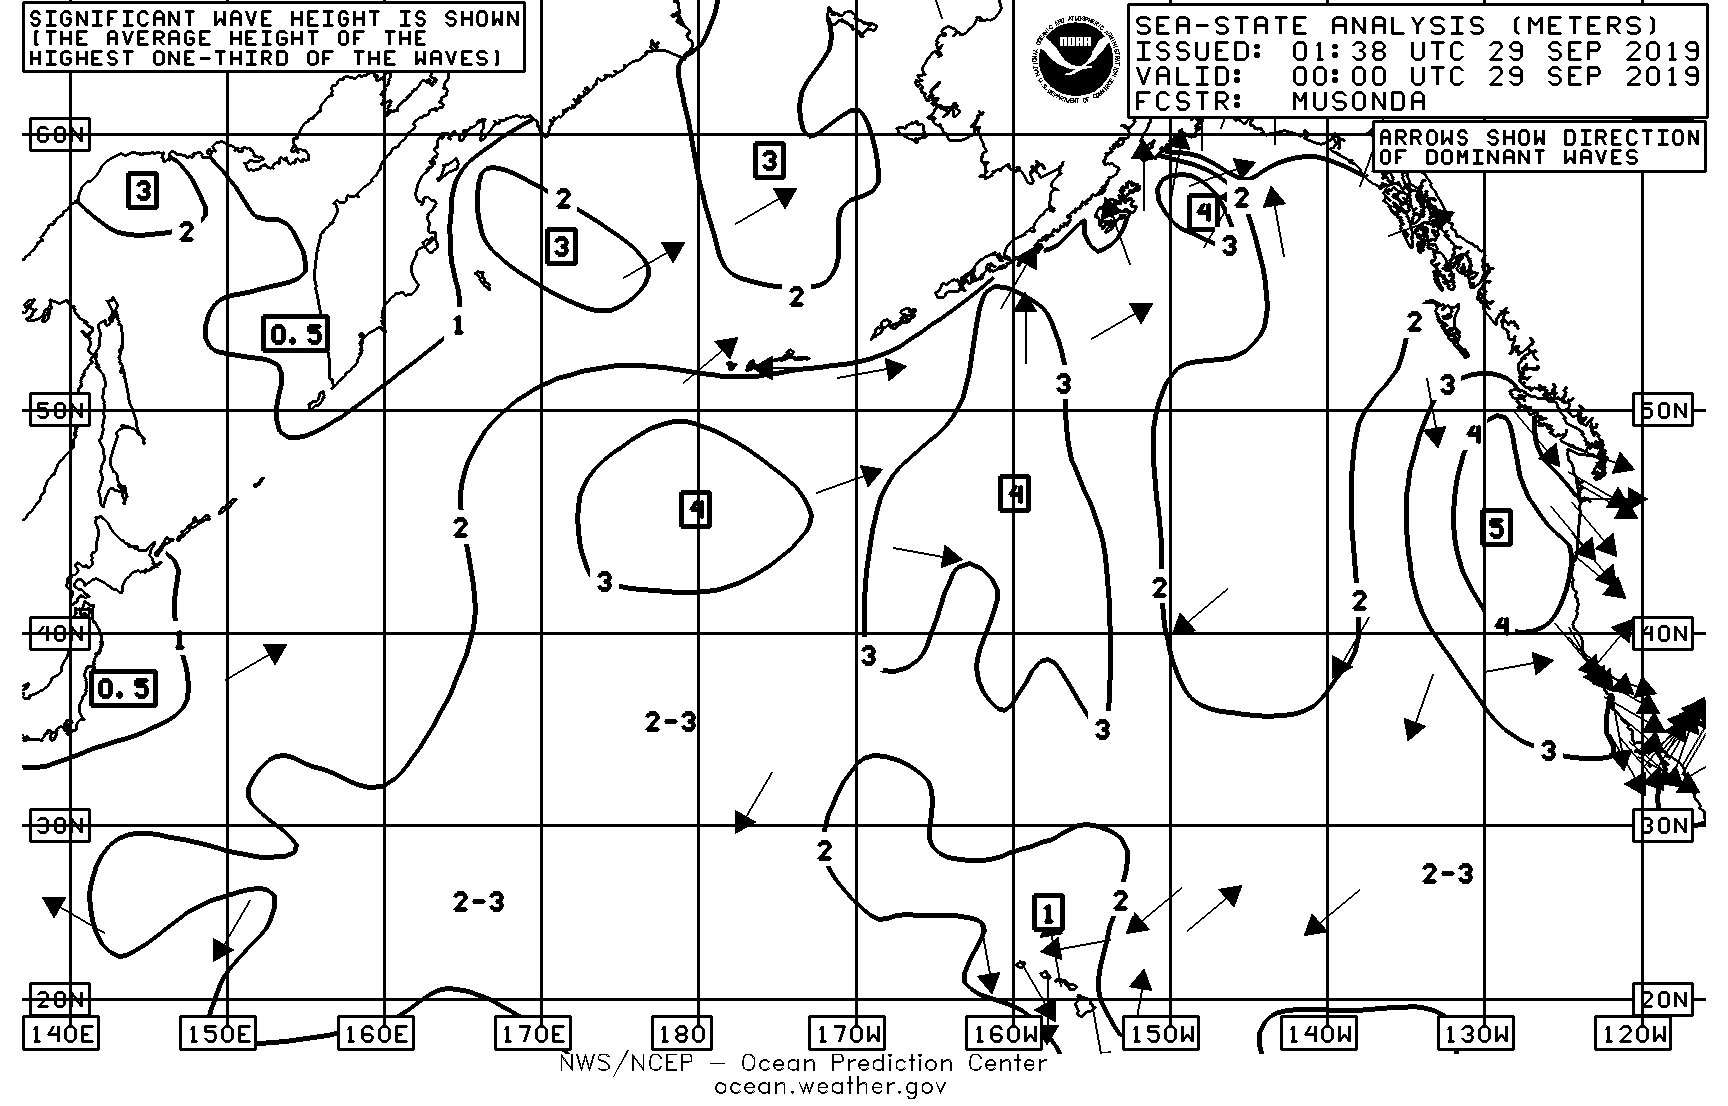 SIGNIFICANT WAVE HEIGHT IS SHOWN
(THE AVERAGE HEIGHT OF THE
HIGHEST ONE-THIRD OF THE WAVES)
NOAA
SEA-STATE ANALYSIS (METERS)
ISSUED: 01:38 UTC 29 SEP 2019
VALID: 00:00 UTC 29 SEP 2019
FCSTR: MUSONDA
ARROWS SHOW DIRECTION
OF DOMINANT WAVES
60N
3
3
2
2
4
2
3
3
2
2
0.5
1
2
3
3
50N
50N
4
4
4
5
2
3
2
2
4
40N
1
40N
3
0.5
2-3
3
3
30N
30N
2
2-3
2-3
2
1
20N
20N
140E 150E 160E 170E 180 170W 160W 150W 140W 130W 120W
NWS/NCEP – Ocean Prediction Center
ocean.weather.gov